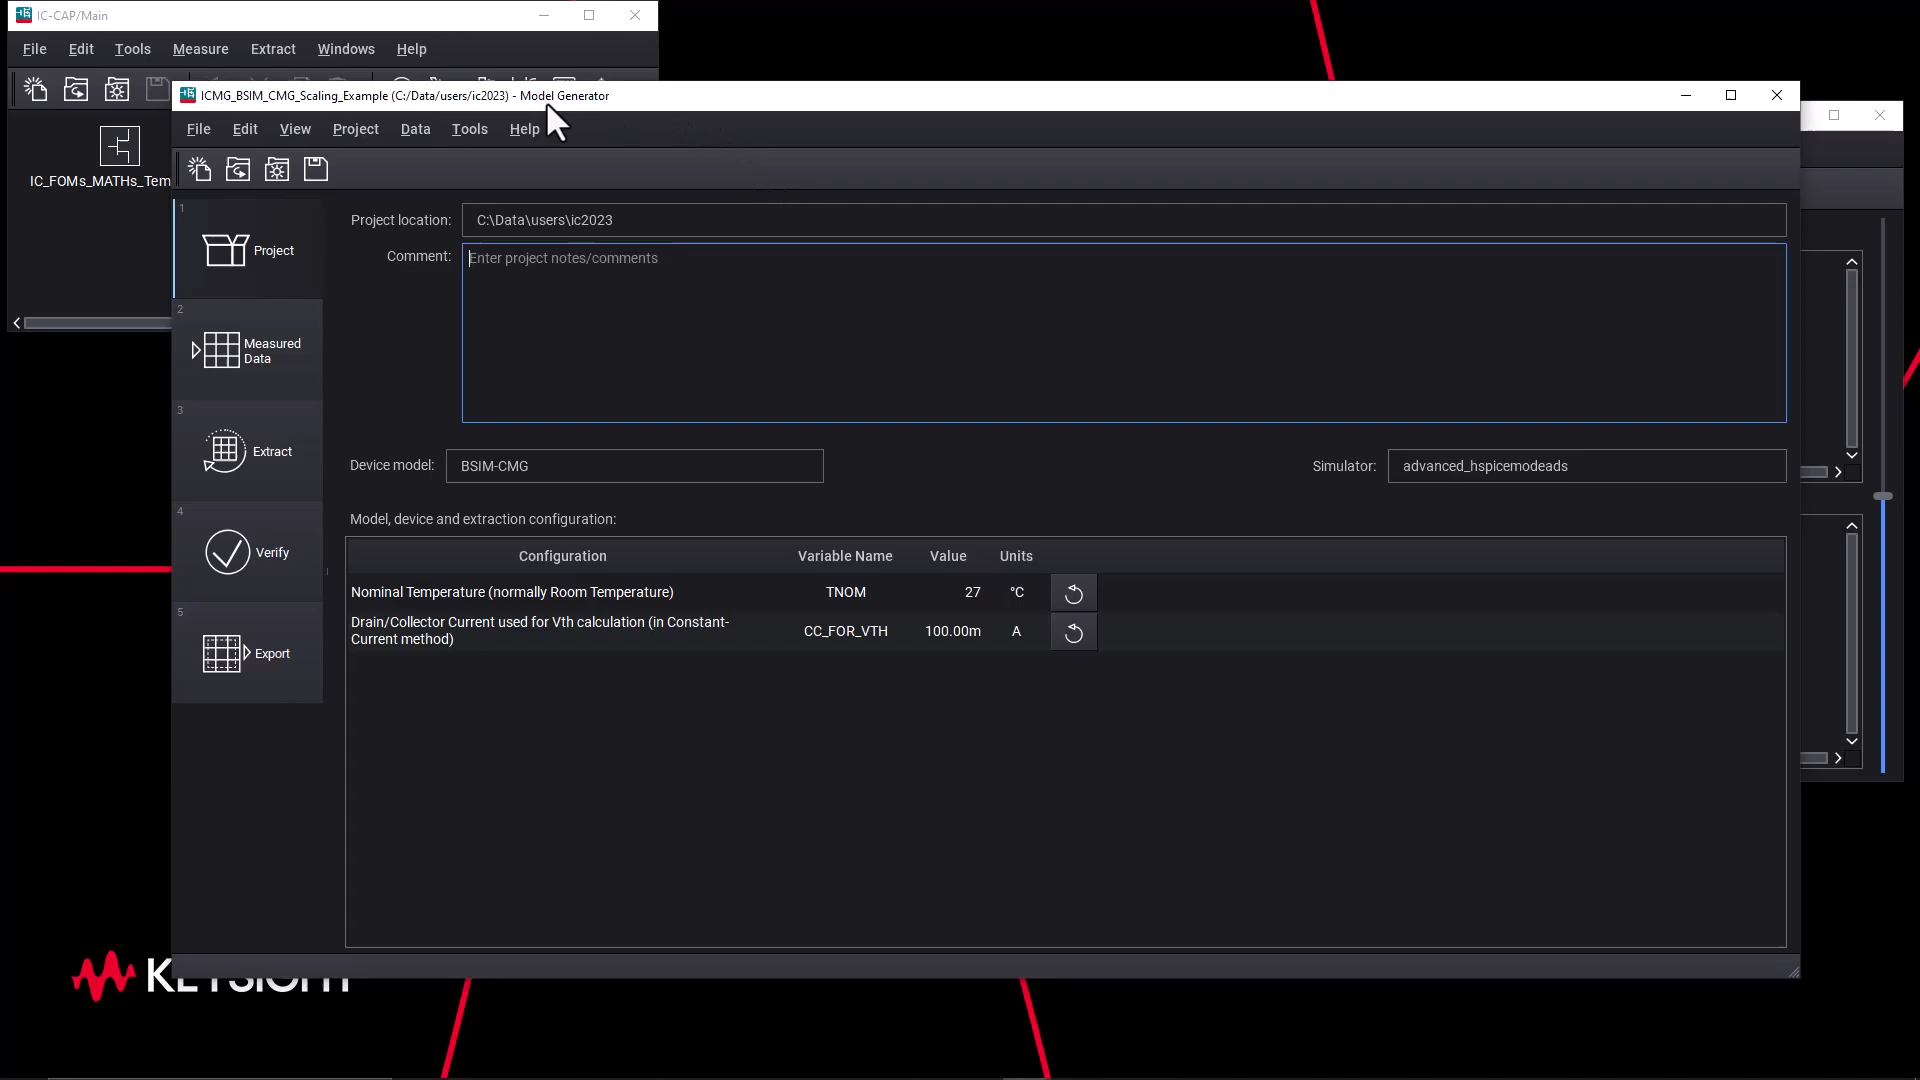 IC-CAP/Main
File Edit Tools Measure Extract Windows Help
IC_FOMs_MATHs_Tem
ICMG_BSIM_CMG_Scaling_Example (C:/Data/users/ic2023) - Model Generator
File Edit View Project Data Tools Help
1
Project
2
Measured
Data
3
Extract
4
Verify
5
Export
Project location: C:\Data\users\ic2023
Comment: Enter project notes/comments
Device model: BSIM-CMG
Simulator: advanced_hspicemodeads
Model, device and extraction configuration:
Configuration Variable Name Value Units
Nominal Temperature (normally Room Temperature) TNOM 27 °C
Drain/Collector Current used for Vth calculation (in Constant-
Current method) CC_FOR_VTH 100.00m A
KEYSIGHT